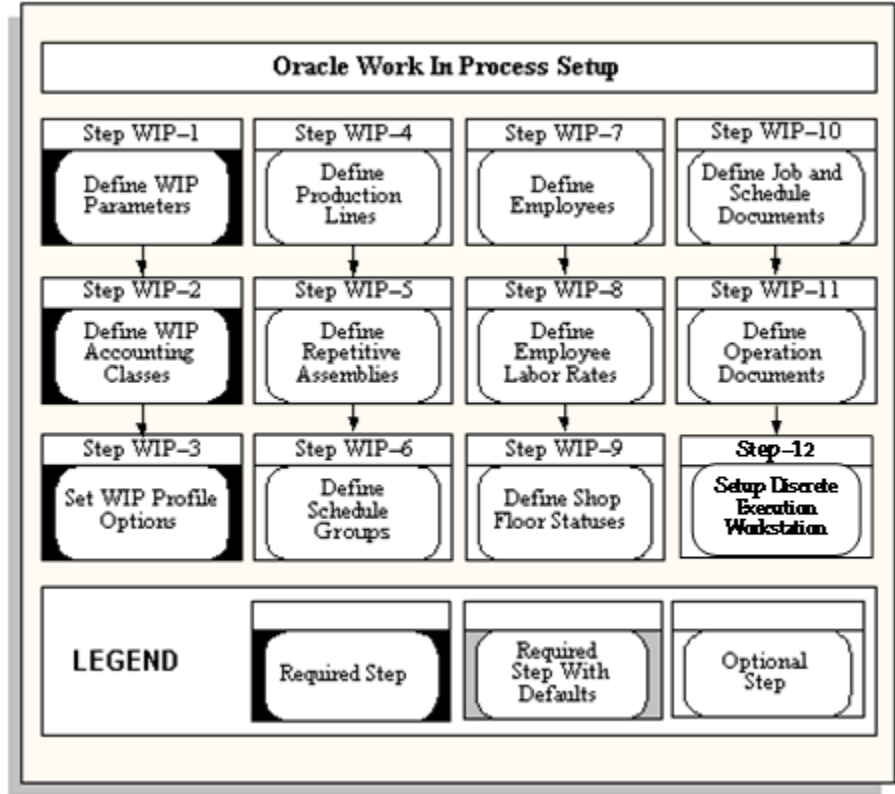 Oracle Work In Process Setup
Step WIP–1
Define WIP
Parameters
Step WIP–4
Define
Production
Lines
Step WIP–7
Define
Employees
Step WIP–10
Define Job and
Schedule
Documents
Step WIP–2
Define WIP
Accounting
Classes
Step WIP–5
Define
Repetitive
Assemblies
Step WIP–8
Define
Employee
Labor Rates
Step WIP–11
Define
Operation
Documents
Step WIP–3
Set WIP Profile
Options
Step WIP–6
Define
Schedule
Groups
Step WIP–9
Define Shop
Floor Statuses
Step–12
Setup Discrete
Execution
Workstation
LEGEND
Required Step
Required
Step With
Defaults
Optional
Step